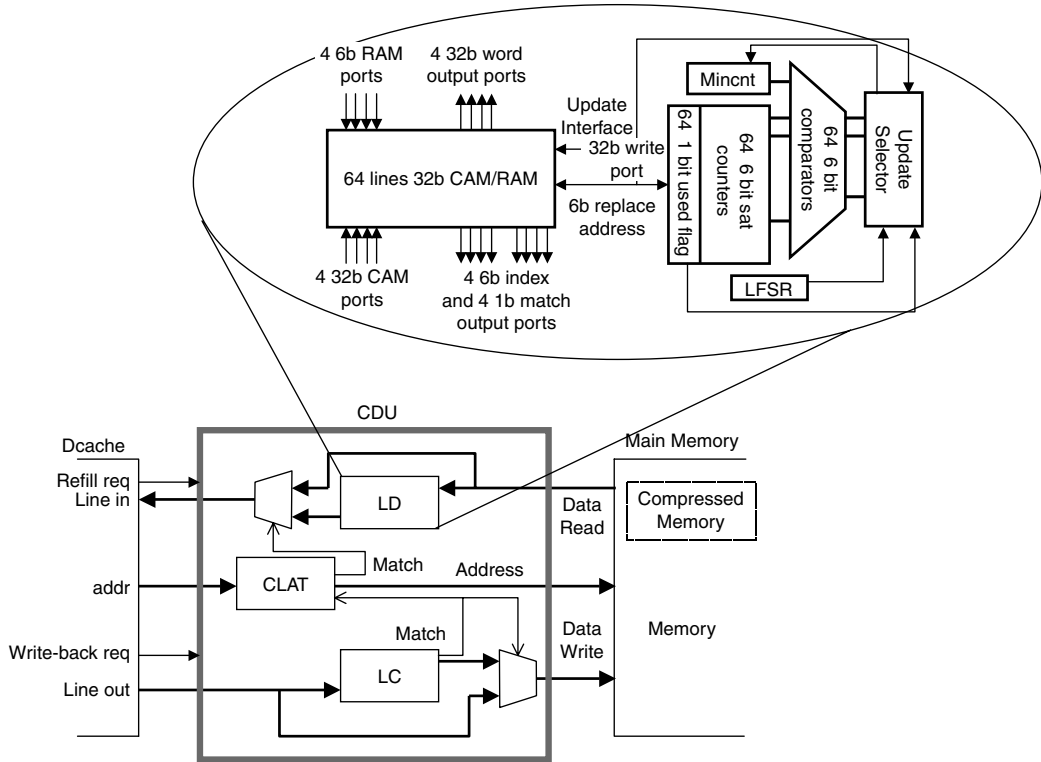 4 6b RAM
ports
4 32b word
output ports
Update
Interface
32b write
port
6b replace
address
64 lines 32b CAM/RAM
4 32b CAM
ports
4 6b index
and 4 1b match
output ports
Mincnt
64 1 bit used flag
64 6 bit sat
counters
64 6 bit
comparators
Update
Selector
LFSR
CDU
Dcache
Main Memory
Refill req
Line in
LD
Data
Read
Compressed
Memory
Match
addr
CLAT
Address
Match
Data
Write
Memory
Write-back req
Line out
LC